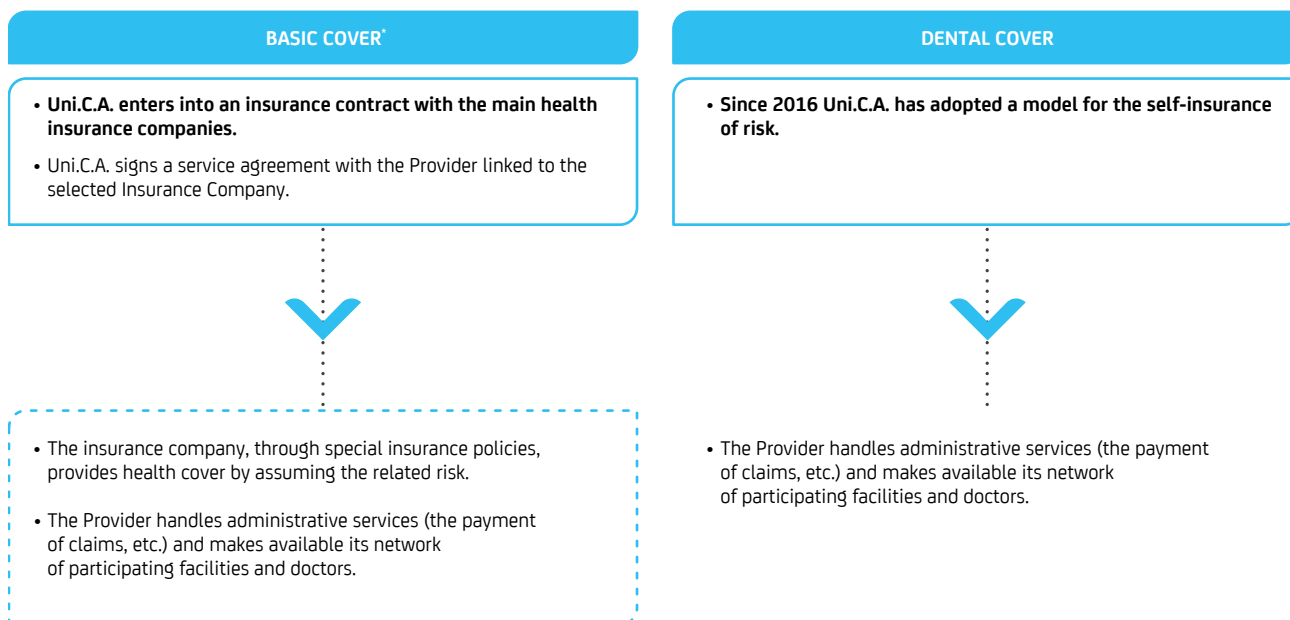 BASIC COVER*
• Uni.C.A. enters into an insurance contract with the main health
insurance companies.
• Uni.C.A. signs a service agreement with the Provider linked to the
selected Insurance Company.
• The insurance company, through special insurance policies,
provides health cover by assuming the related risk.
• The Provider handles administrative services (the payment
of claims, etc.) and makes available its network
of participating facilities and doctors.
DENTAL COVER
• Since 2016 Uni.C.A. has adopted a model for the self-insurance
of risk.
• The Provider handles administrative services (the payment
of claims, etc.) and makes available its network
of participating facilities and doctors.